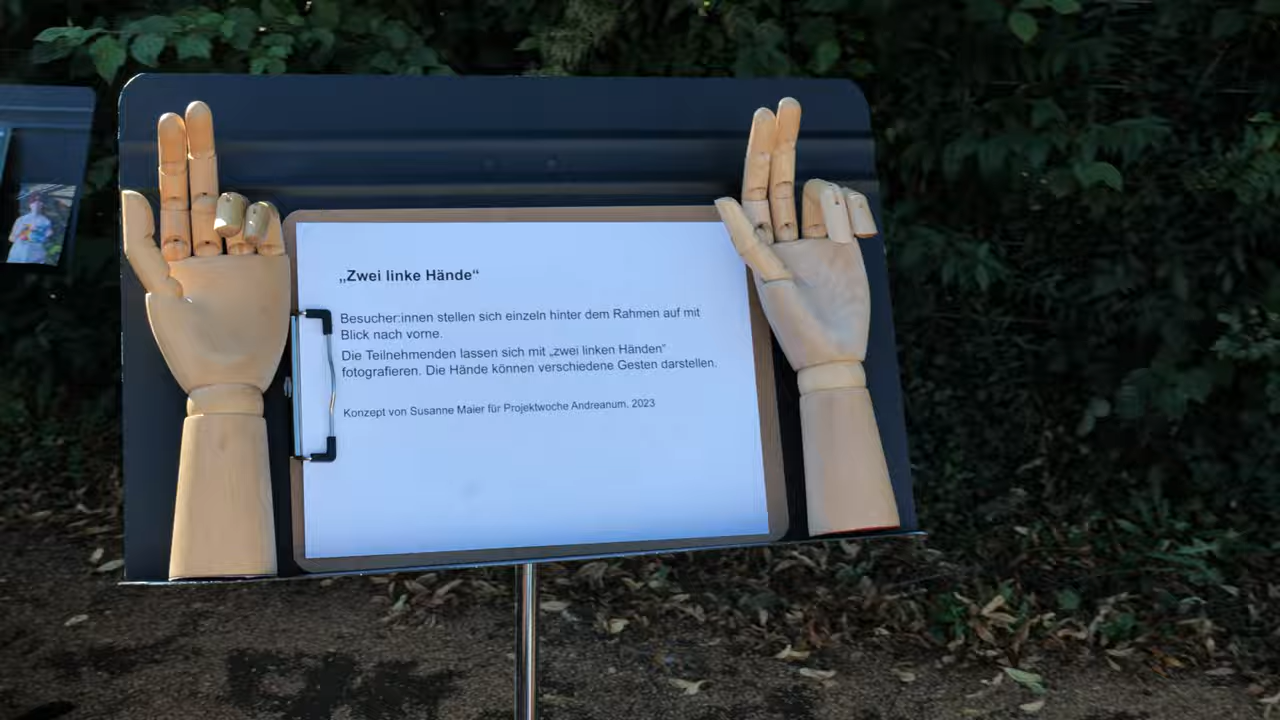 „Zwei linke Hände“
Besucher:innen stellen sich einzeln hinter dem Rahmen auf mit
Blick nach vorne.
Die Teilnehmenden lassen sich mit „zwei linken Händen“
fotografieren. Die Hände können verschiedene Gesten darstellen.
Konzept von Susanne Maier für Projektwoche Andreanum, 2023